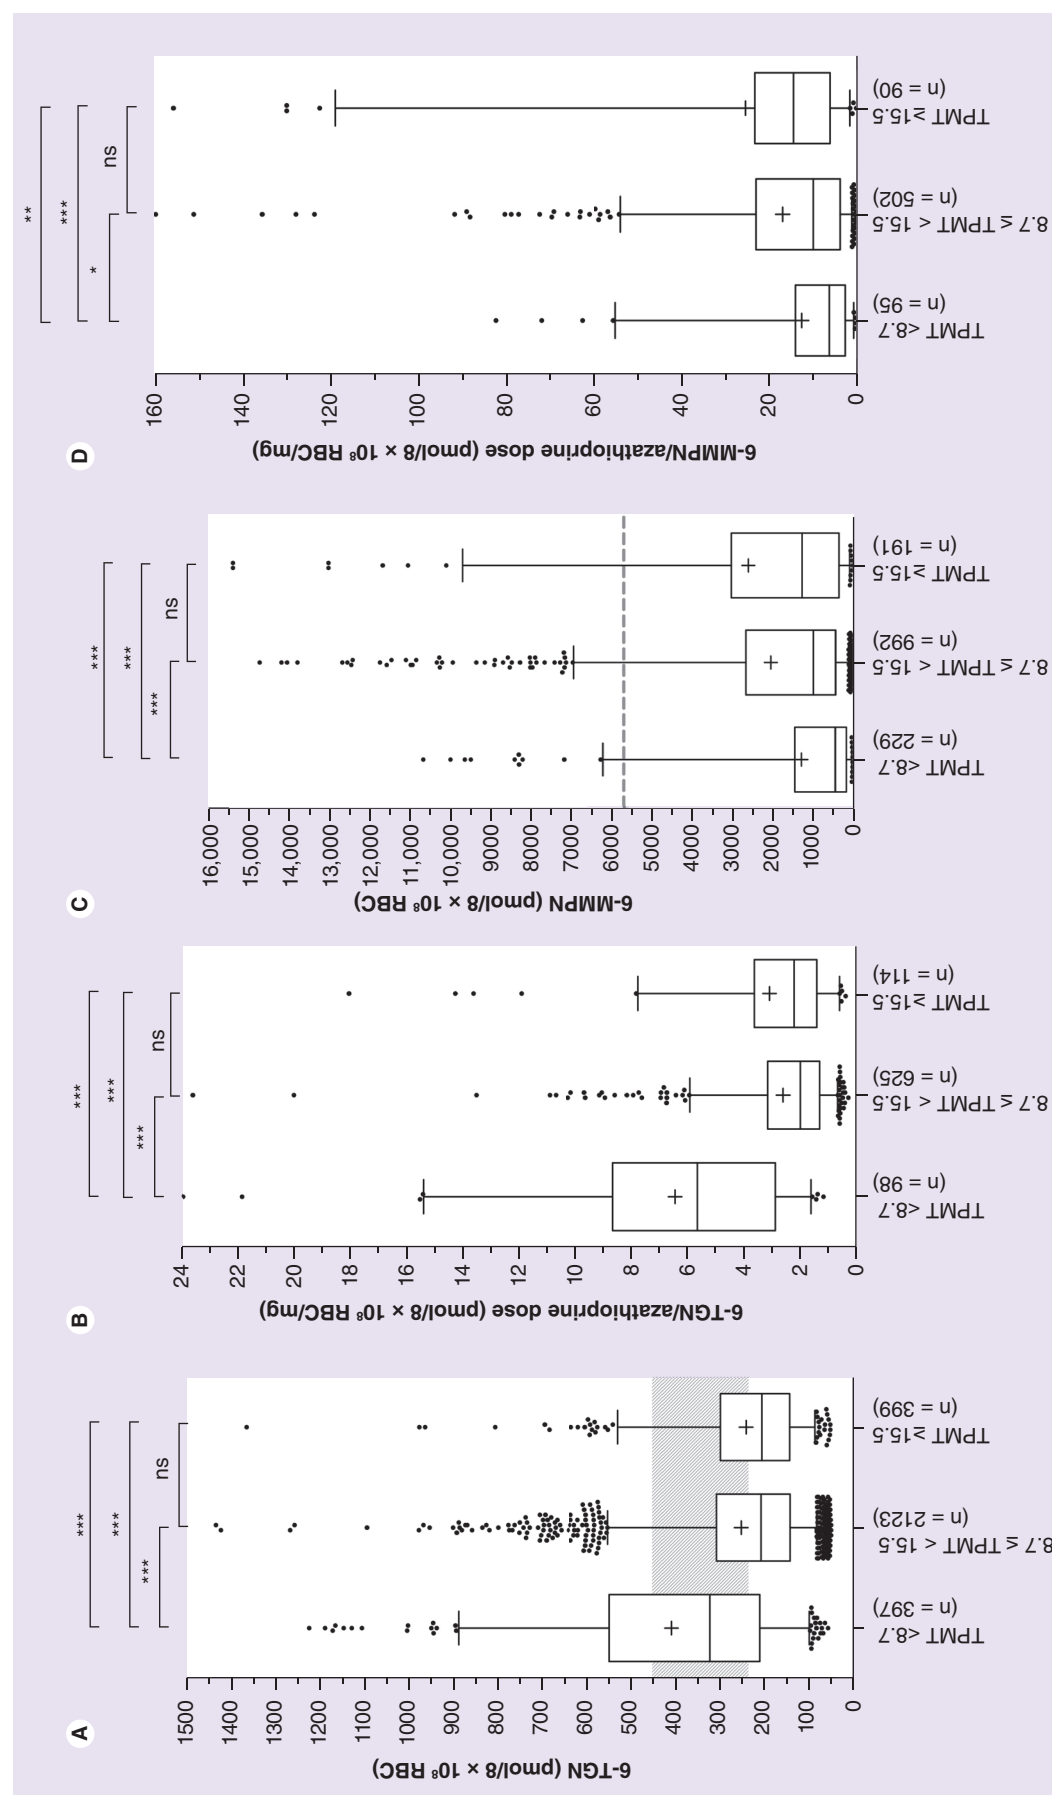 A
6-TGN (pmol/8 × 10⁸ RBC)
1500
1400
1300
1200
1100
1000
900
800
700
600
500
400
300
200
100
0
***
***
***
ns
TPMT <8.7
(n = 397)
8.7 ≤ TPMT < 15.5
(n = 2123)
TPMT ≥15.5
(n = 399)
B
6-TGN/azathioprine dose (pmol/8 × 10⁸ RBC/mg)
24
22
20
18
16
14
12
10
8
6
4
2
0
***
***
***
ns
TPMT <8.7
(n = 98)
8.7 ≤ TPMT < 15.5
(n = 625)
TPMT ≥15.5
(n = 114)
C
6-MMPN (pmol/8 × 10⁸ RBC)
16,000
15,000
14,000
13,000
12,000
11,000
10,000
9000
8000
7000
6000
5000
4000
3000
2000
1000
0
***
***
***
ns
TPMT <8.7
(n = 229)
8.7 ≤ TPMT < 15.5
(n = 992)
TPMT ≥15.5
(n = 191)
D
6-MMPN/azathioprine dose (pmol/8 × 10⁸ RBC/mg)
160
140
120
100
80
60
40
20
0
**
***
*
ns
TPMT <8.7
(n = 95)
8.7 ≤ TPMT < 15.5
(n = 502)
TPMT ≥15.5
(n = 90)